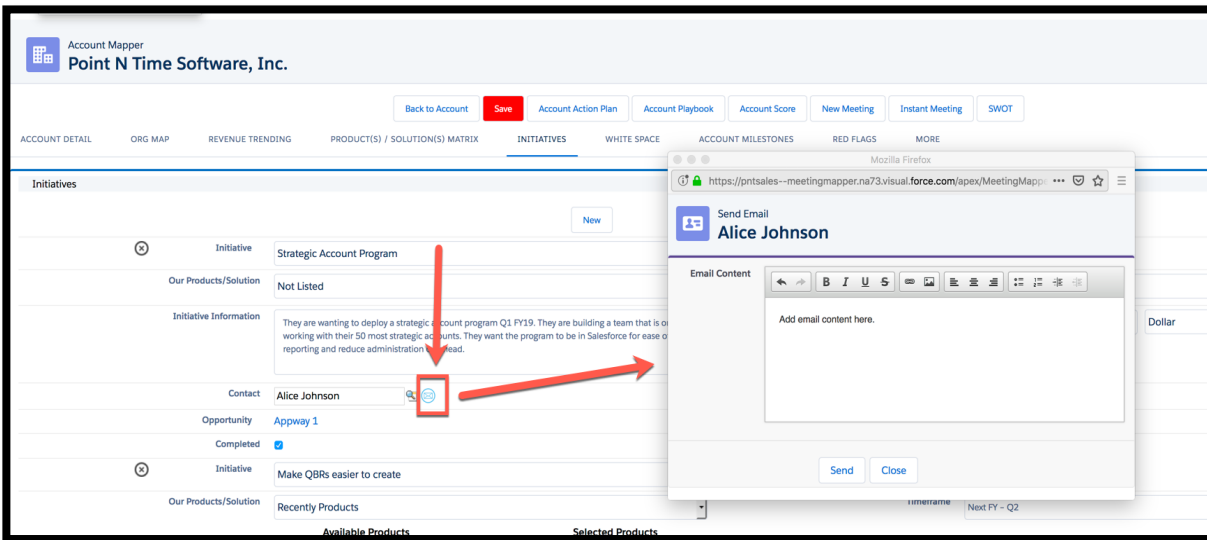 Account Mapper
Point N Time Software, Inc.
Back to Account Save Account Action Plan Account Playbook Account Score New Meeting Instant Meeting SWOT
ACCOUNT DETAIL ORG MAP REVENUE TRENDING PRODUCT(S) / SOLUTION(S) MATRIX INITIATIVES WHITE SPACE ACCOUNT MILESTONES RED FLAGS MORE
Initiatives
New
Initiative Strategic Account Program
Our Products/Solution Not Listed
Initiative Information
They are wanting to deploy a strategic account program Q1 FY19. They are building a team that is
working with their 50 most strategic accounts. They want the program to be in Salesforce for ease
reporting and reduce administration
Dollar
Contact Alice Johnson
Opportunity Appway 1
Completed
Initiative Make QBRs easier to create
Our Products/Solution Recently Products
Timeframe Next FY – Q2
Available Products Selected Products
Mozilla Firefox
https://pntsales--meetingmapper.na73.visual.force.com/apex/MeetingMappe
Send Email
Alice Johnson
Email Content
B I U S
Add email content here.
Send Close